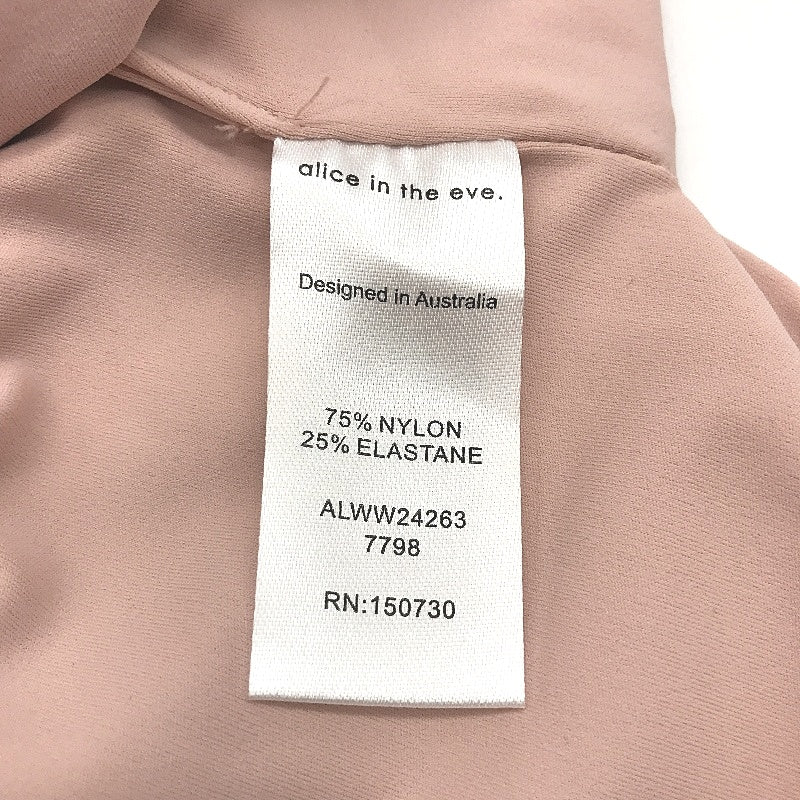 alice in the eve.
Designed in Australia
75% NYLON
25% ELASTANE
ALWW24263
7798
RN:150730